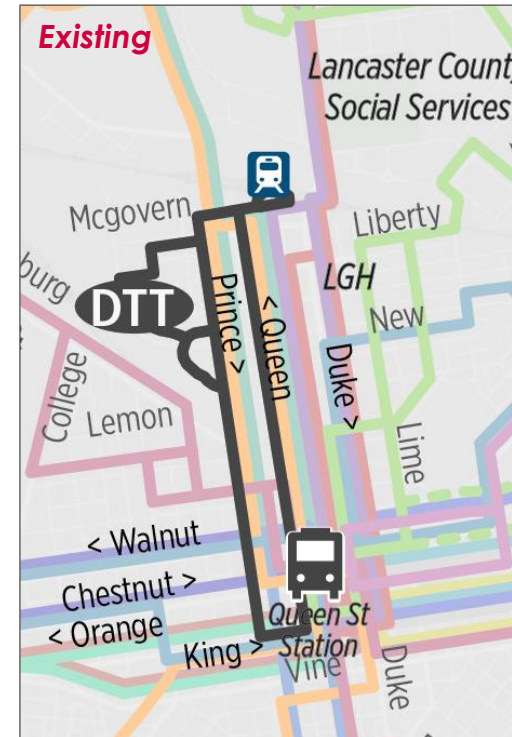 Existing
Lancaster County
Social Services
Mcgovern
Liberty
burg
DTT
Prince >
< Queen
LGH
New
College
Duke >
Lemon
Lime
< Walnut
Chestnut >
< Orange
Queen St
Station
King >
Vine
Duke